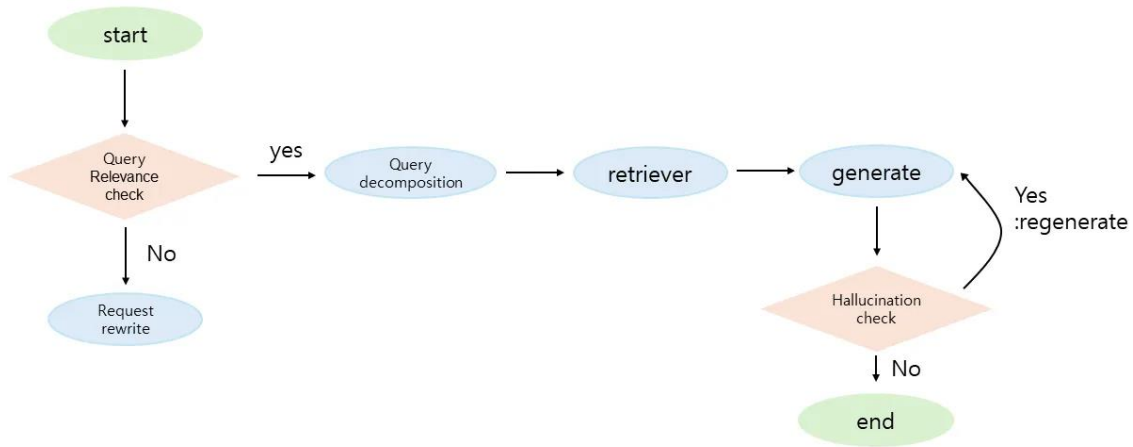 start
Query
Relevance
check
yes
Query
decomposition
retriever
generate
Yes
:regenerate
No
Request
rewrite
Hallucination
check
No
end